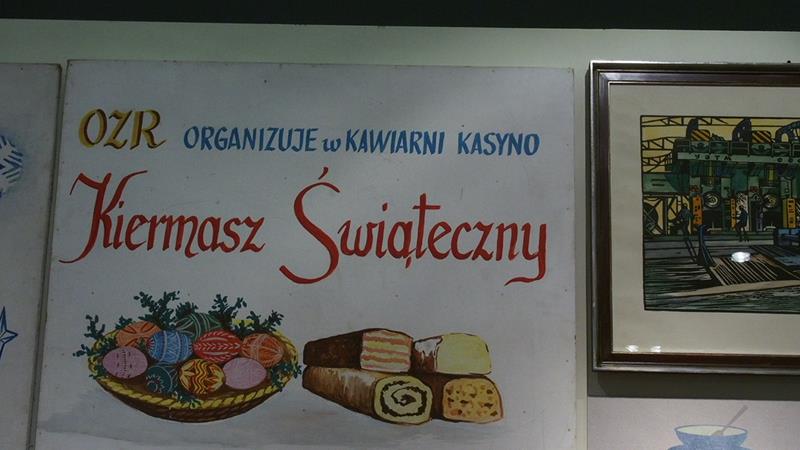 OZR ORGANIZUJE w KAWIARNI KASYNO
Kiermasz Świąteczny